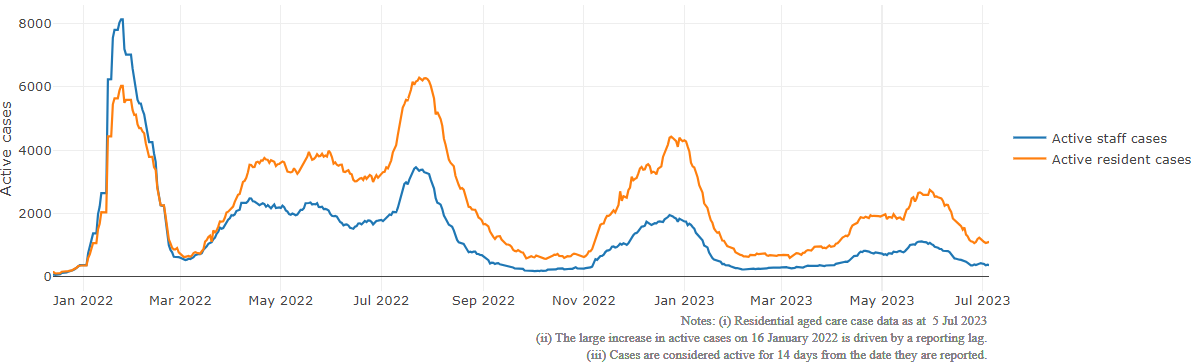 Active cases
8000
6000
4000
2000
0
Jan 2022 Mar 2022 May 2022 Jul 2022 Sep 2022 Nov 2022 Jan 2023 Mar 2023 May 2023 Jul 2023
Active staff cases
Active resident cases
Notes: (i) Residential aged care case data as at 5 Jul 2023
(ii) The large increase in active cases on 16 January 2022 is driven by a reporting lag.
(iii) Cases are considered active for 14 days from the date they are reported.